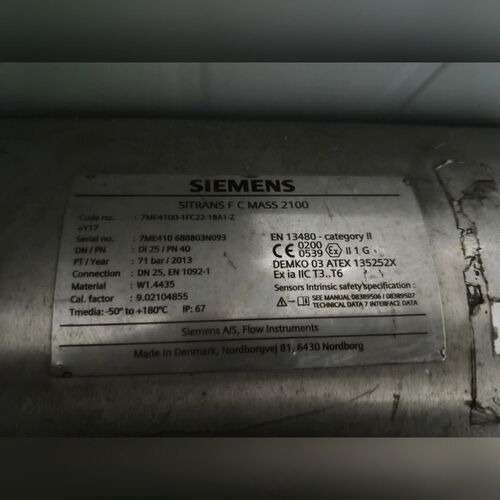 SIEMENS
SITRANS F C MASS 2100
Code no. : 7ME4100-1FC22-1BA1-Z
+Y17
Serial no. : 7ME410 688803N093
DN / PN : DI 25 / PN 40
PT / Year : 71 bar / 2013
Connection : DN 25, EN 1092-1
Material : W1.4435
Cal. factor : 9.02104855
Tmedia: -50° to +180°C IP: 67
EN 13480 - category II
CE 0200 0539 Ex II 1 G
DEMKO 03 ATEX 135252X
Ex ia IIC T3..T6
Sensors Intrinsic safety specification :
SEE MANUAL 083R9506 / 083R9507
TECHNICAL DATA 7 INTERFACE DATA
Siemens A/S, Flow Instruments
Made in Denmark, Nordborgvej 81, 6430 Nordborg